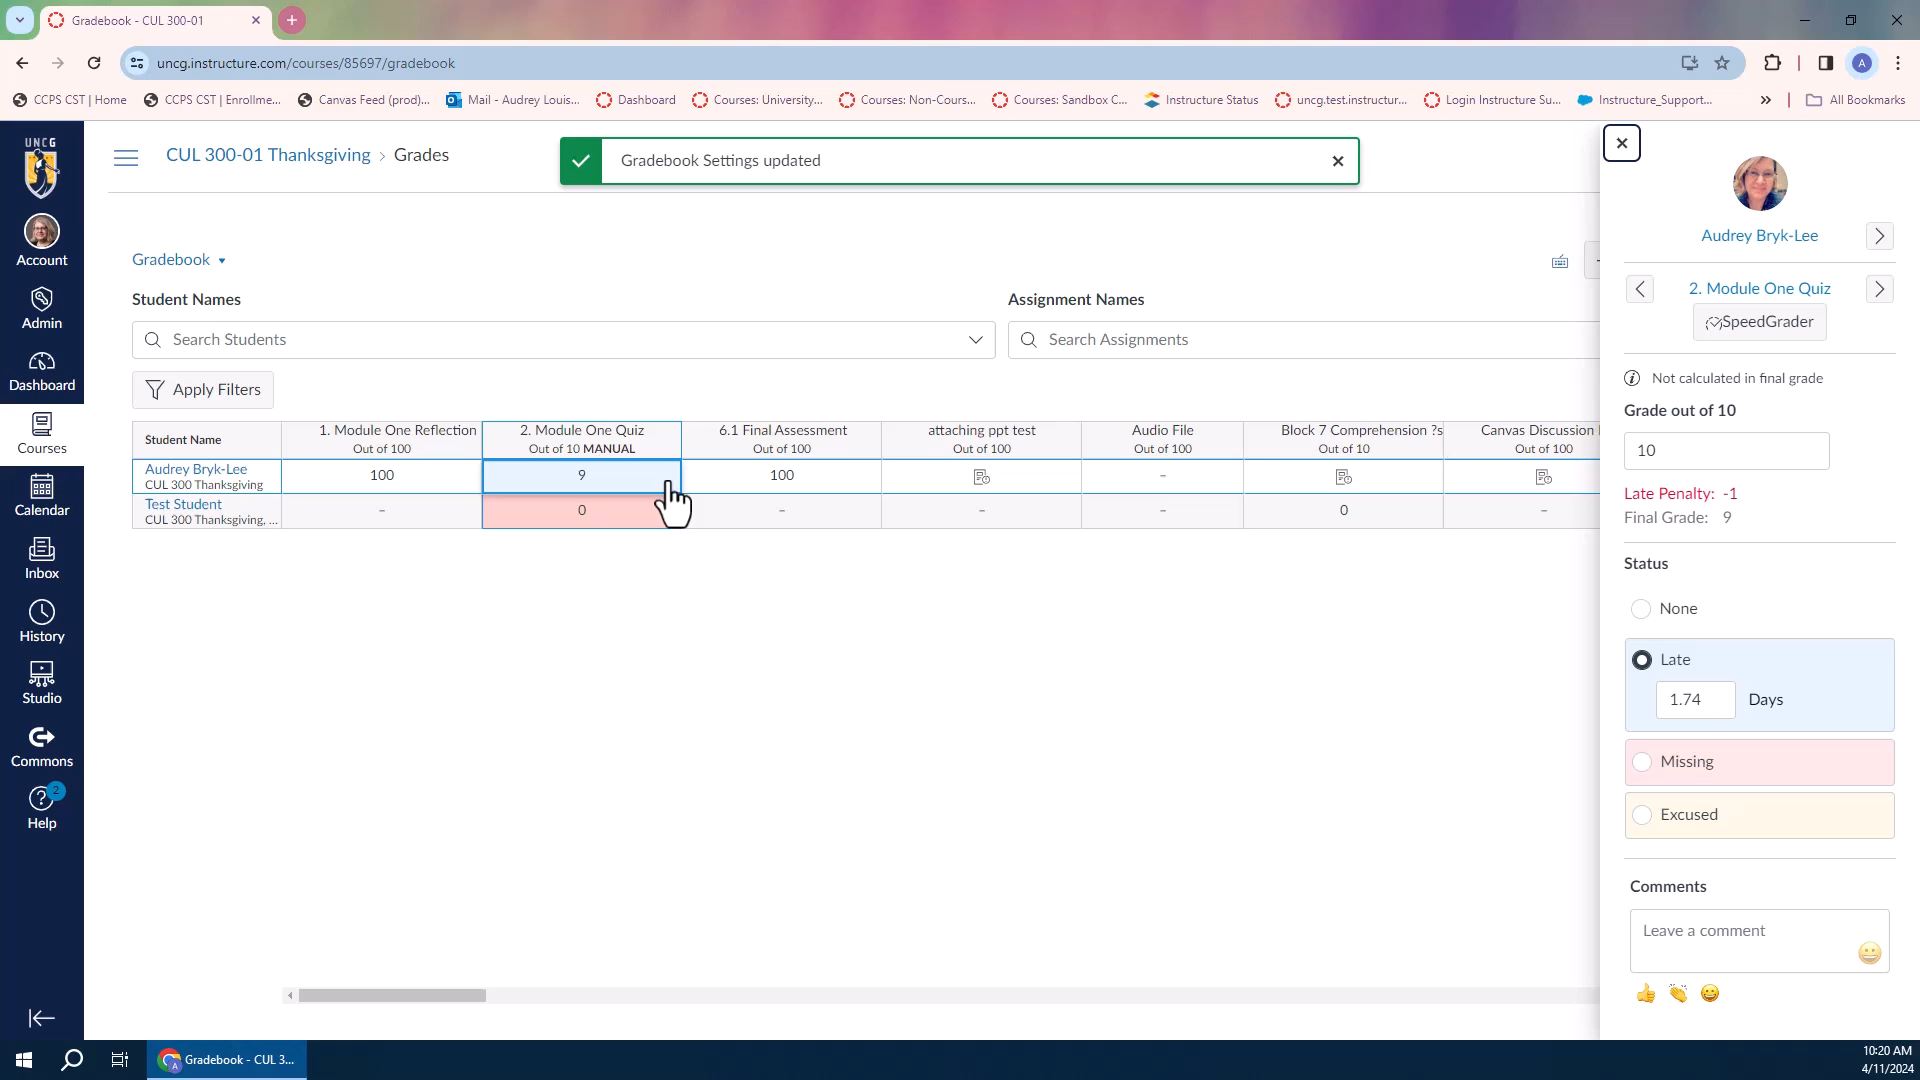 Gradebook - CUL 300-01
uncg.instructure.com/courses/85697/gradebook
A
CCPS CST | Home
CCPS CST | Enrollme...
Canvas Feed (prod)...
Mail - Audrey Louis...
Dashboard
Courses: University...
Courses: Non-Cours...
Courses: Sandbox C...
Instructure Status
uncg.test.instructur...
Login Instructure Su...
Instructure_Support...
All Bookmarks
UNCG
Account
Admin
Dashboard
Courses
Calendar
Inbox
History
Studio
Commons
2
Help
CUL 300-01 Thanksgiving > Grades
Gradebook Settings updated
Gradebook
Student Names
Search Students
Assignment Names
Search Assignments
Apply Filters
Student Name
1. Module One Reflection
Out of 100
2. Module One Quiz
Out of 10 MANUAL
6.1 Final Assessment
Out of 100
attaching ppt test
Out of 100
Audio File
Out of 100
Block 7 Comprehension ?s
Out of 10
Canvas Discussion
Out of 100
Audrey Bryk-Lee
CUL 300 Thanksgiving
100
9
100
–
Test Student
CUL 300 Thanksgiving, ...
–
0
–
–
–
0
–
Audrey Bryk-Lee
2. Module One Quiz
SpeedGrader
Not calculated in final grade
Grade out of 10
10
Late Penalty: -1
Final Grade: 9
Status
None
Late
1.74 Days
Missing
Excused
Comments
Leave a comment
Gradebook - CUL 3...
10:20 AM
4/11/2024